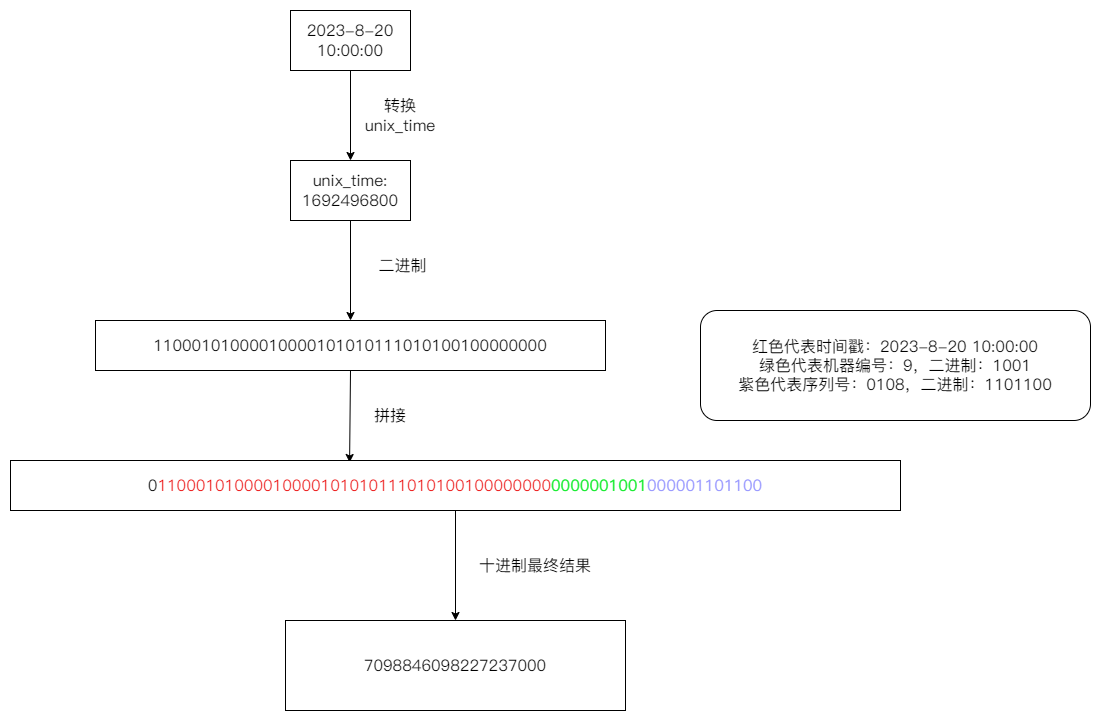 2023-8-20
10:00:00
转换
unix_time
unix_time:
1692496800
二进制
11000101000010000101010111010100100000000
红色代表时间戳：2023-8-20 10:00:00
绿色代表机器编号：9，二进制：1001
紫色代表序列号：0108，二进制：1101100
拼接
0110001010000100001010101110101001000000000000001001000001101100
十进制最终结果
7098846098227237000